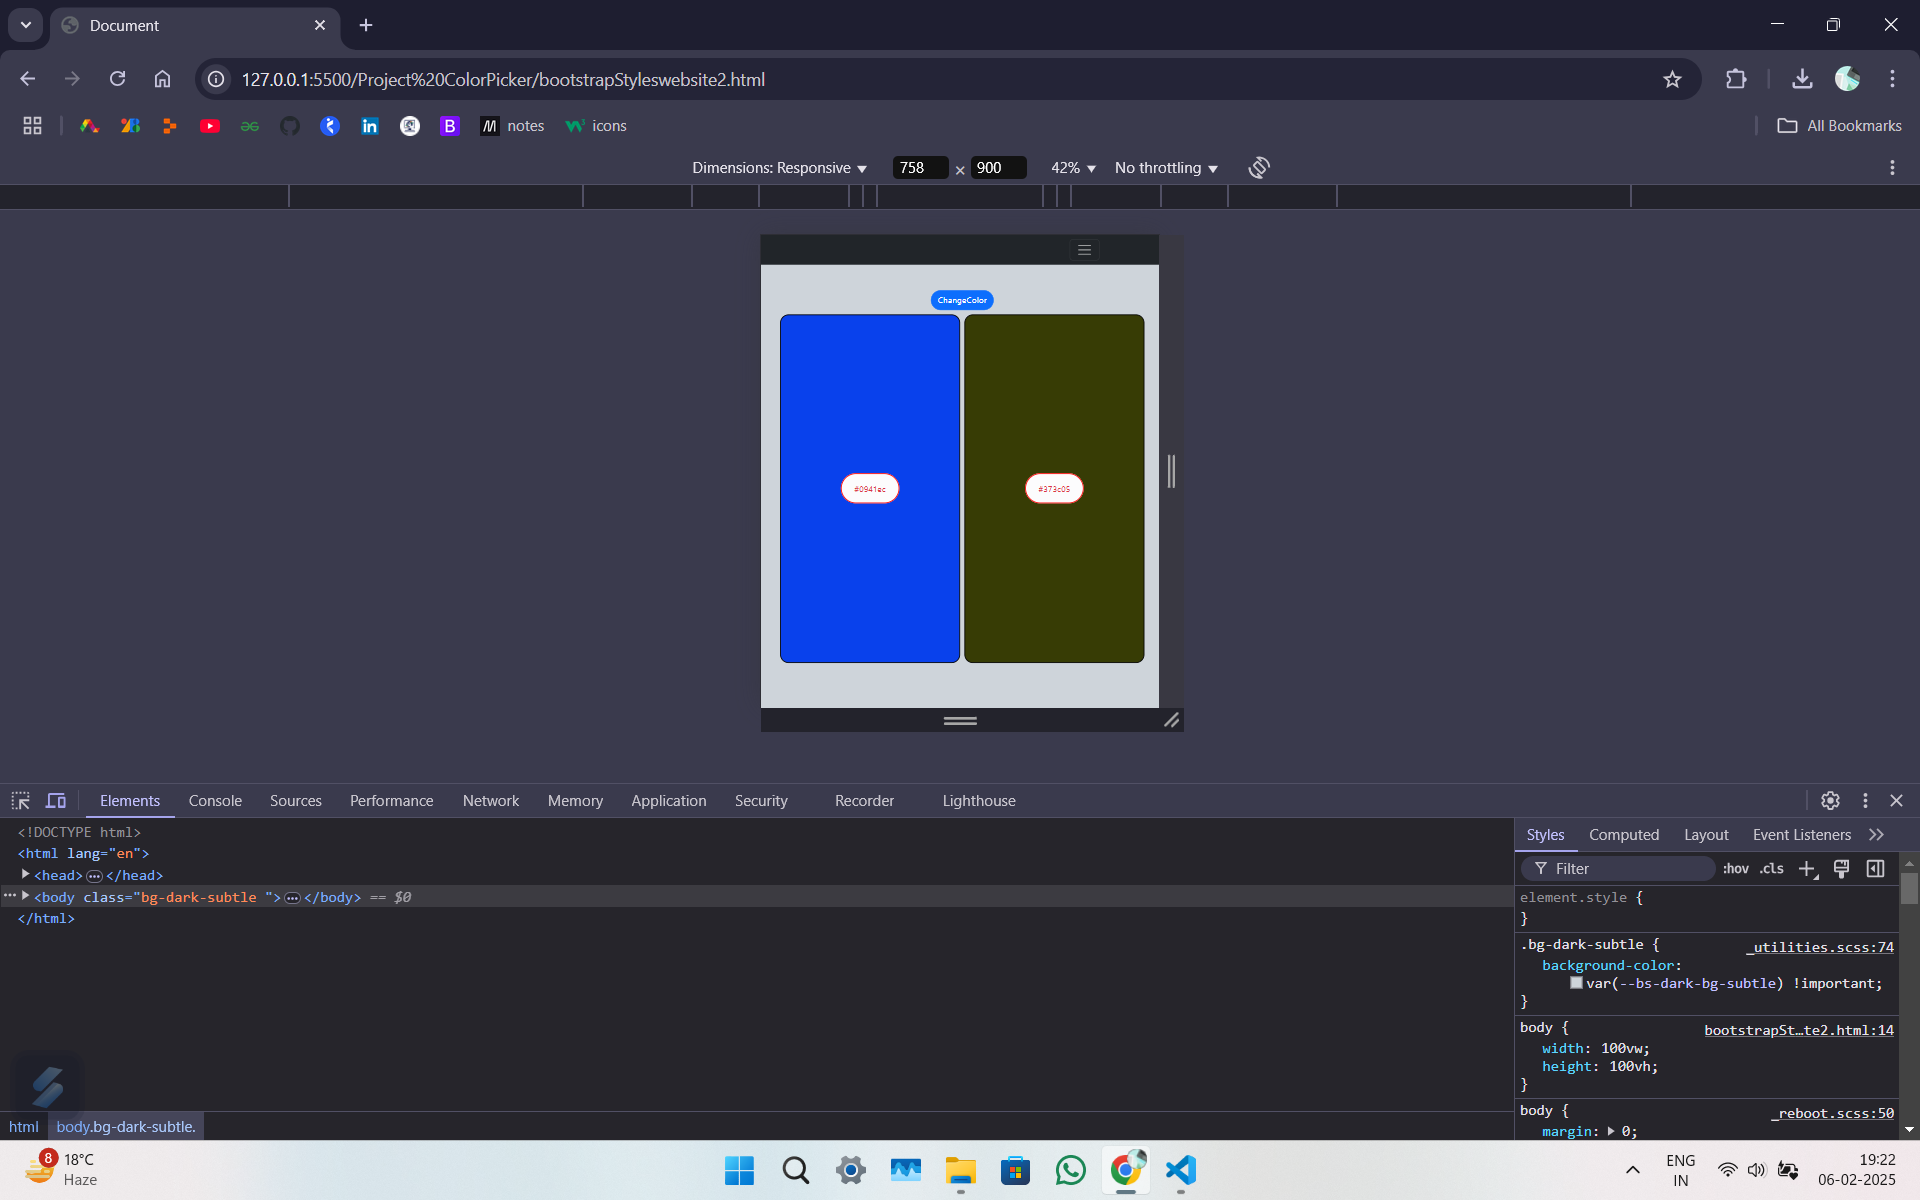 Document
127.0.0.1:5500/Project%20ColorPicker/bootstrapStyleswebsite2.html
notes
icons
All Bookmarks
Dimensions: Responsive 758 × 900 42% No throttling
ChangeColor
#0941ec #373c05
Elements Console Sources Performance Network Memory Application Security Recorder Lighthouse
<!DOCTYPE html>
<html lang="en">
<head> ••• </head>
••• <body class="bg-dark-subtle "> ••• </body> == $0
</html>
html body.bg-dark-subtle.
Styles Computed Layout Event Listeners
Filter :hov .cls
element.style {
}
.bg-dark-subtle { _utilities.scss:74
background-color:
var(--bs-dark-bg-subtle) !important;
}
body { bootstrapSt…te2.html:14
width: 100vw;
height: 100vh;
}
body { _reboot.scss:50
margin: 0;
8
18°C
Haze
ENG
IN
19:22
06-02-2025